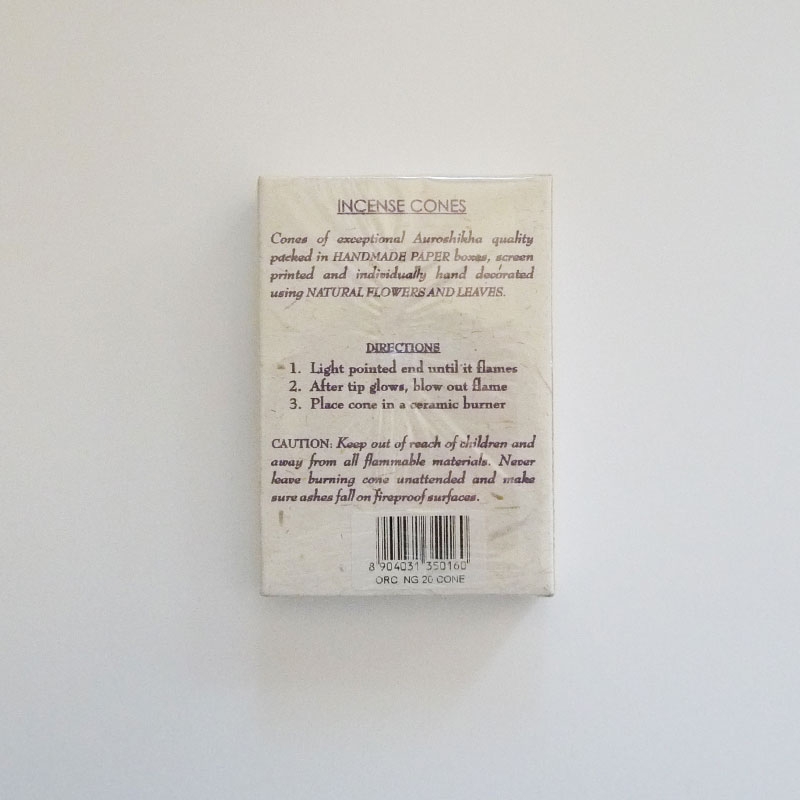 INCENSE CONES
Cones of exceptional Auroshikha quality
packed in HANDMADE PAPER boxes, screen
printed and individually hand decorated
using NATURAL FLOWERS AND LEAVES.
DIRECTIONS
1. Light pointed end until it flames
2. After tip glows, blow out flame
3. Place cone in a ceramic burner
CAUTION: Keep out of reach of children and
away from all flammable materials. Never
leave burning cone unattended and make
sure ashes fall on fireproof surfaces.
8 904031 350160
ORC NG 20 CONE